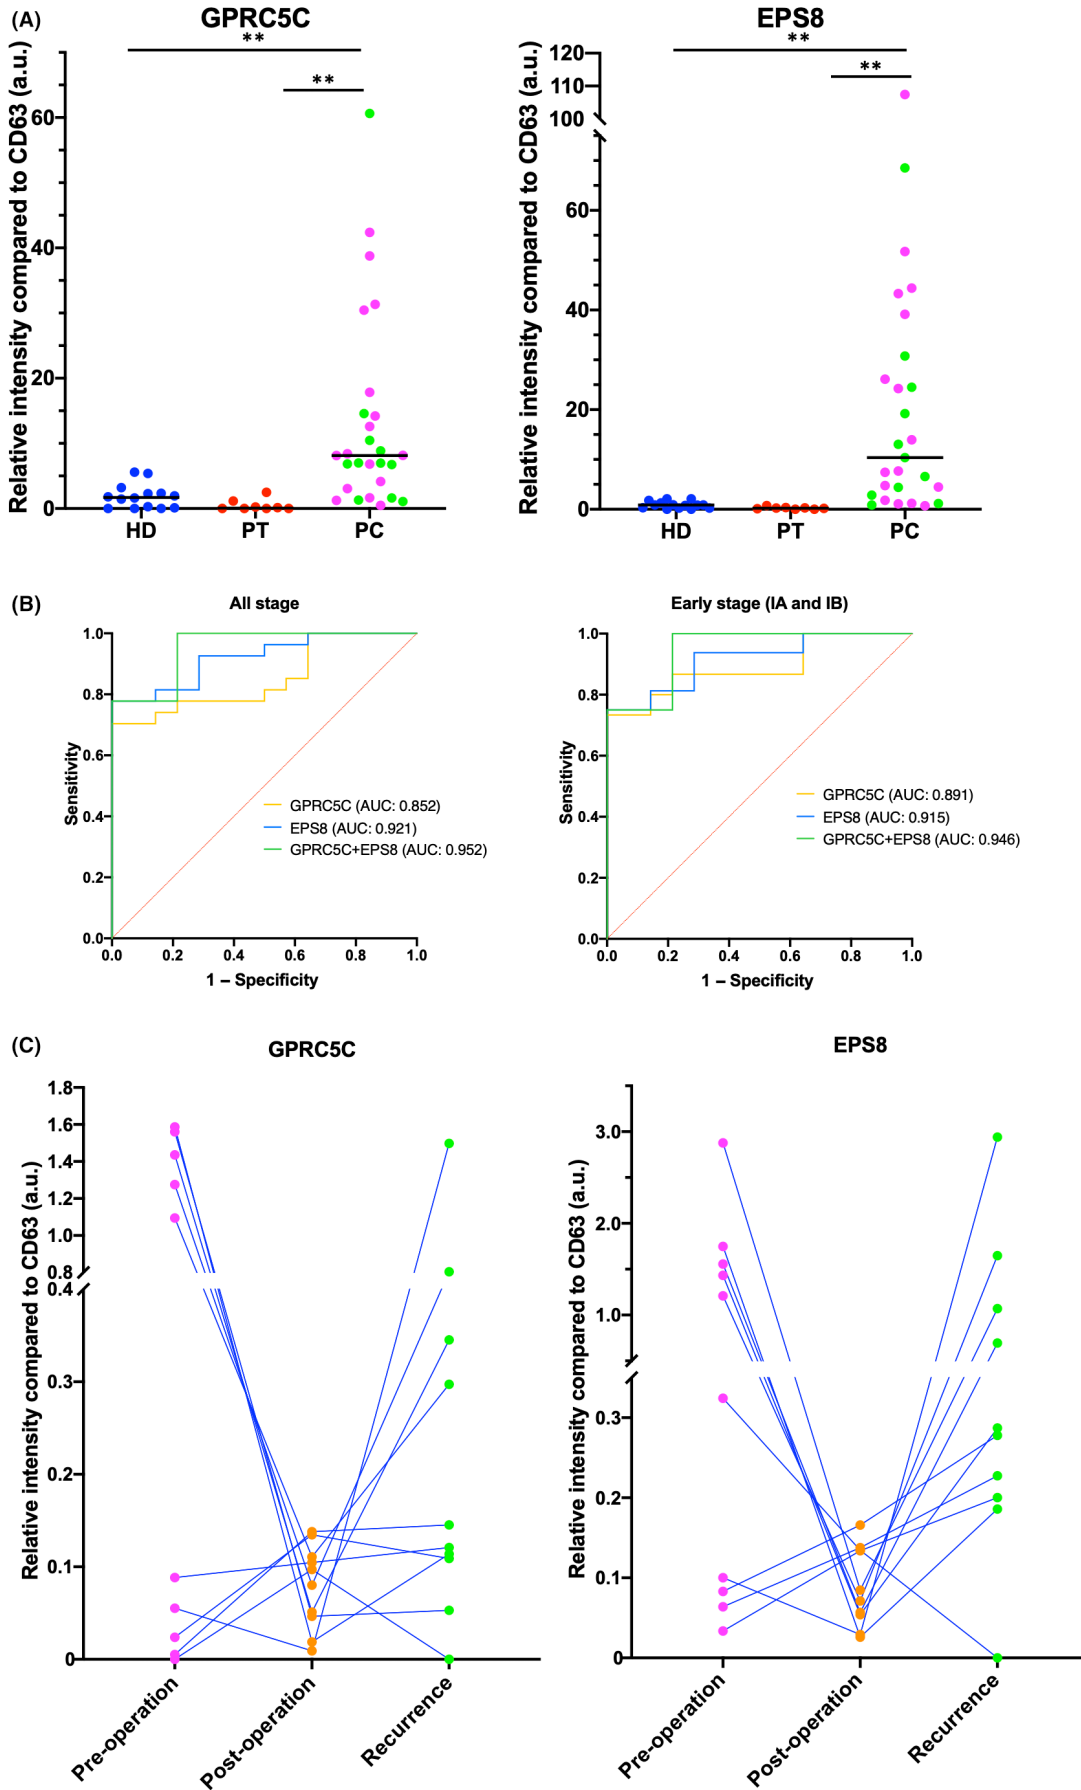 (A)
GPRC5C
EPS8
**
**
**
**
Relative intensity compared to CD63 (a.u.)
60
40
20
0
HD
PT
PC
Relative intensity compared to CD63 (a.u.)
120
110
100
60
40
20
0
HD
PT
PC
(B)
All stage
Sensitivity
1.0
0.8
0.6
0.4
0.2
0.0
0.0 0.2 0.4 0.6 0.8 1.0
1 – Specificity
GPRC5C (AUC: 0.852)
EPS8 (AUC: 0.921)
GPRC5C+EPS8 (AUC: 0.952)
Early stage (IA and IB)
Sensitivity
1.0
0.8
0.6
0.4
0.2
0.0
0.0 0.2 0.4 0.6 0.8 1.0
1 – Specificity
GPRC5C (AUC: 0.891)
EPS8 (AUC: 0.915)
GPRC5C+EPS8 (AUC: 0.946)
(C)
GPRC5C
Relative intensity compared to CD63 (a.u.)
1.8
1.6
1.4
1.2
1.0
0.8
0.4
0.3
0.2
0.1
0
Pre-operation
Post-operation
Recurrence
EPS8
Relative intensity compared to CD63 (a.u.)
3.0
2.0
1.0
0.3
0.2
0.1
0
Pre-operation
Post-operation
Recurrence